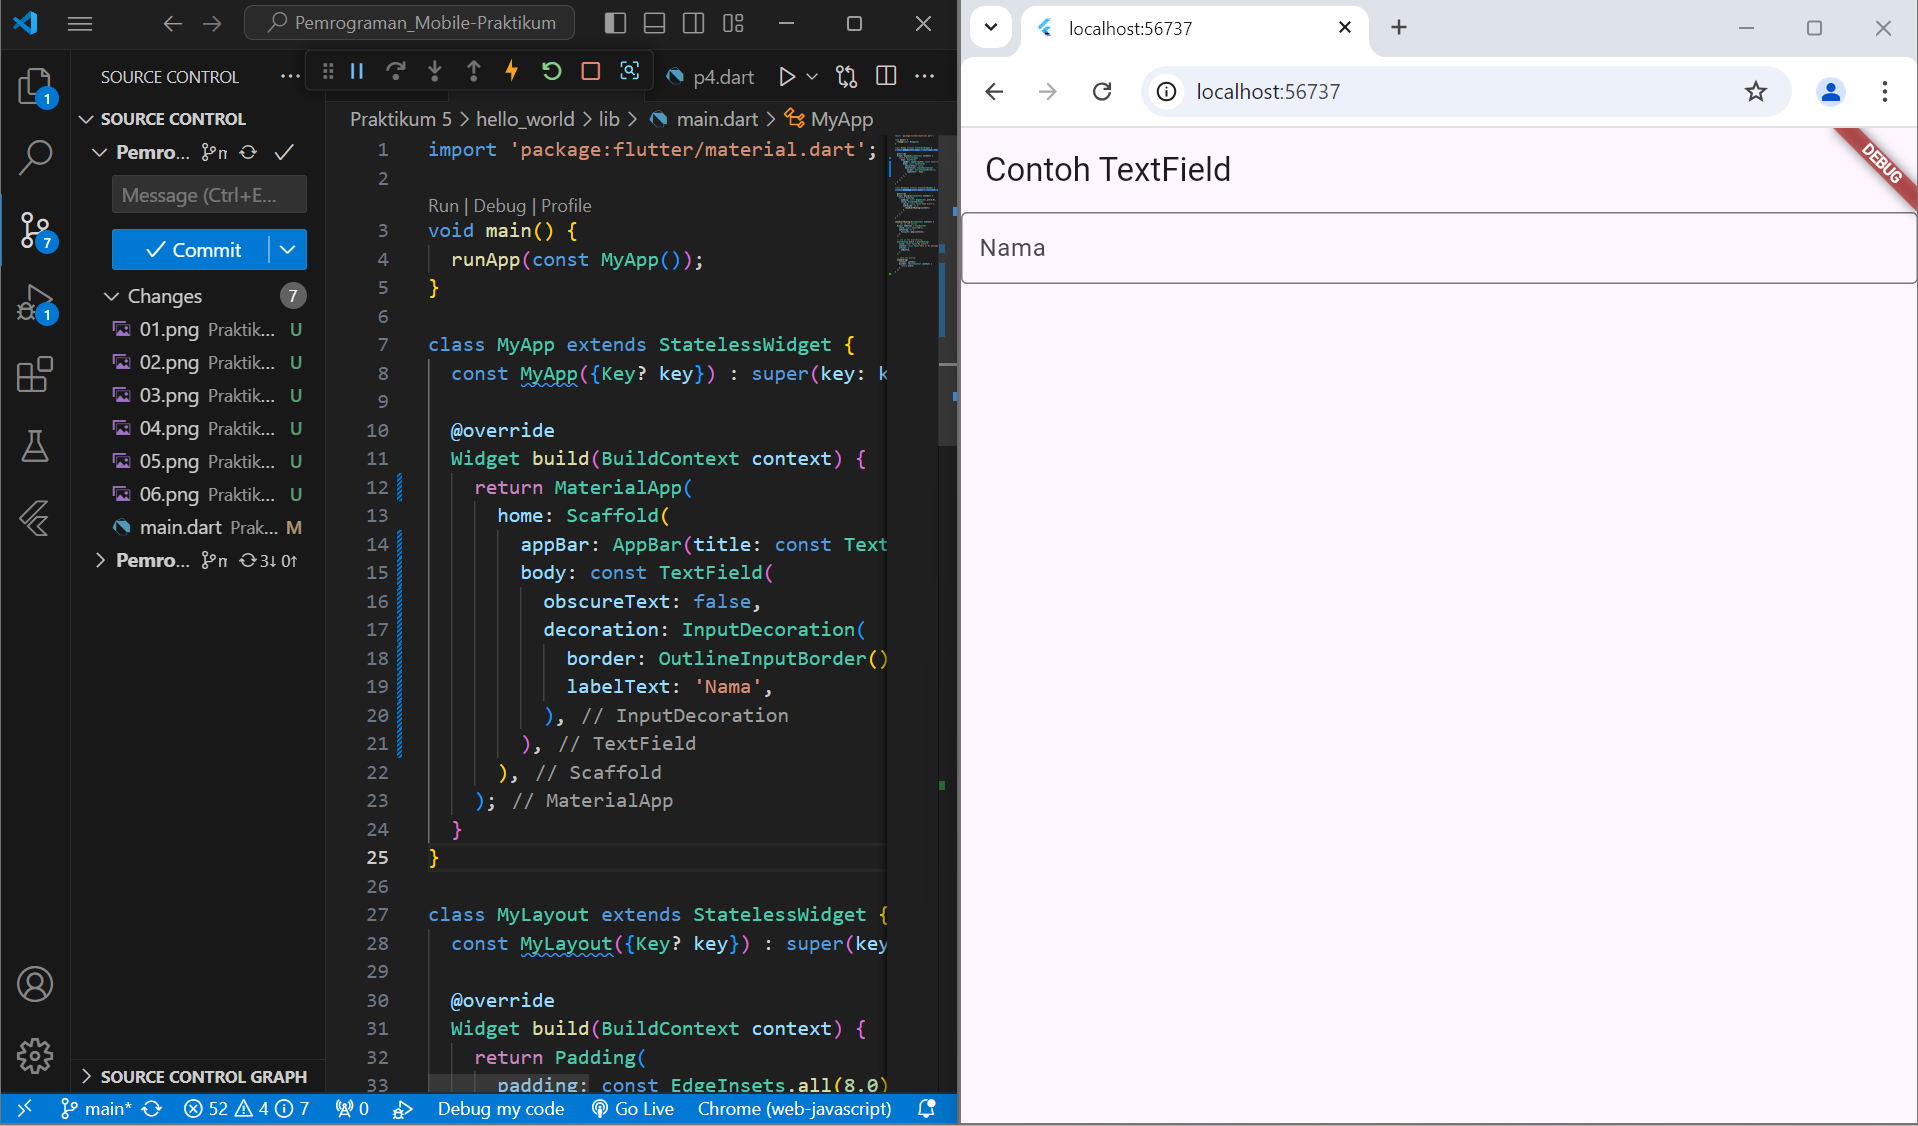 Pemrograman_Mobile-Praktikum
SOURCE CONTROL
p4.dart
SOURCE CONTROL
Pemro...
Message (Ctrl+E...
Commit
Changes 7
01.png Praktik... U
02.png Praktik... U
03.png Praktik... U
04.png Praktik... U
05.png Praktik... U
06.png Praktik... U
main.dart Prak... M
Pemro... 3↓ 0↑
SOURCE CONTROL GRAPH
1
7
1
Praktikum 5 > hello_world > lib > main.dart > MyApp
1 import 'package:flutter/material.dart';
2
Run | Debug | Profile
3 void main() {
4 runApp(const MyApp());
5 }
6
7 class MyApp extends StatelessWidget {
8 const MyApp({Key? key}) : super(key: k
9
10 @override
11 Widget build(BuildContext context) {
12 return MaterialApp(
13 home: Scaffold(
14 appBar: AppBar(title: const Text
15 body: const TextField(
16 obscureText: false,
17 decoration: InputDecoration(
18 border: OutlineInputBorder()
19 labelText: 'Nama',
20 ), // InputDecoration
21 ), // TextField
22 ), // Scaffold
23 ); // MaterialApp
24 }
25 }
26
27 class MyLayout extends StatelessWidget {
28 const MyLayout({Key? key}) : super(key
29
30 @override
31 Widget build(BuildContext context) {
32 return Padding(
33 padding: const EdgeInsets.all(8.0)
main* 52 4 7 0 Debug my code Go Live Chrome (web-javascript)
localhost:56737
localhost:56737
Contoh TextField
DEBUG
Nama